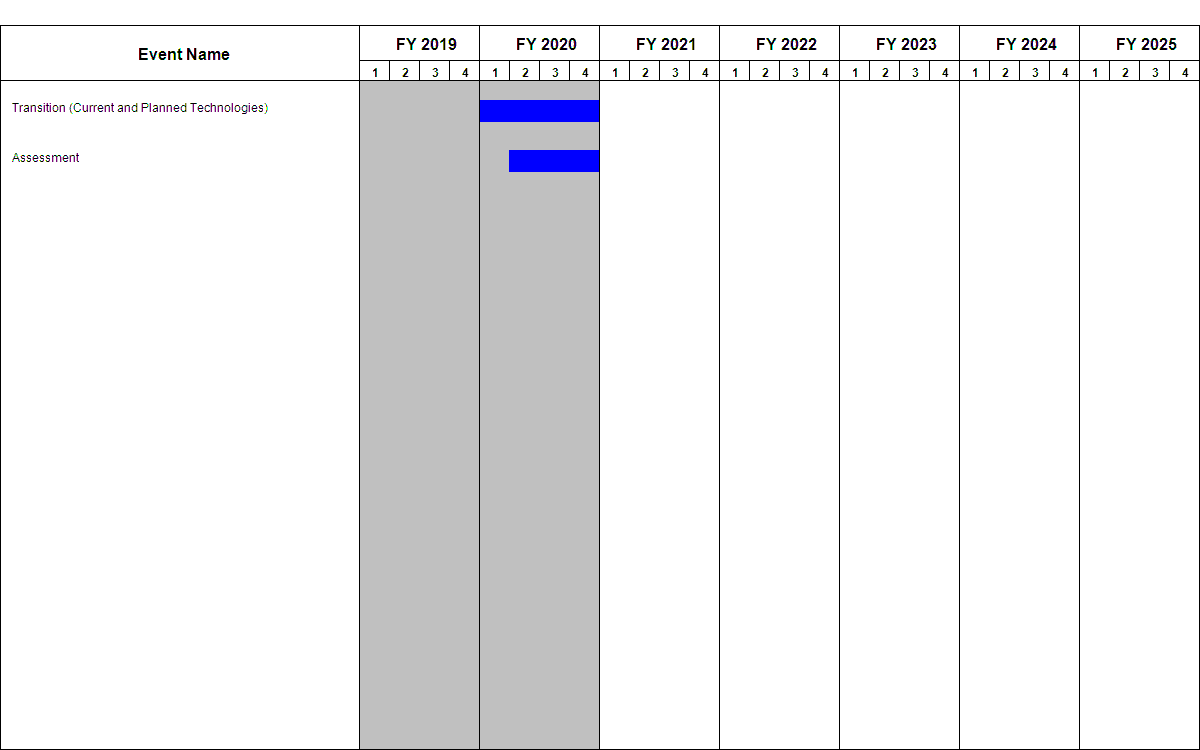 Event Name
FY 2019 FY 2020 FY 2021 FY 2022 FY 2023 FY 2024 FY 2025
1 2 3 4 1 2 3 4 1 2 3 4 1 2 3 4 1 2 3 4 1 2 3 4 1 2 3 4
Transition (Current and Planned Technologies)
Assessment